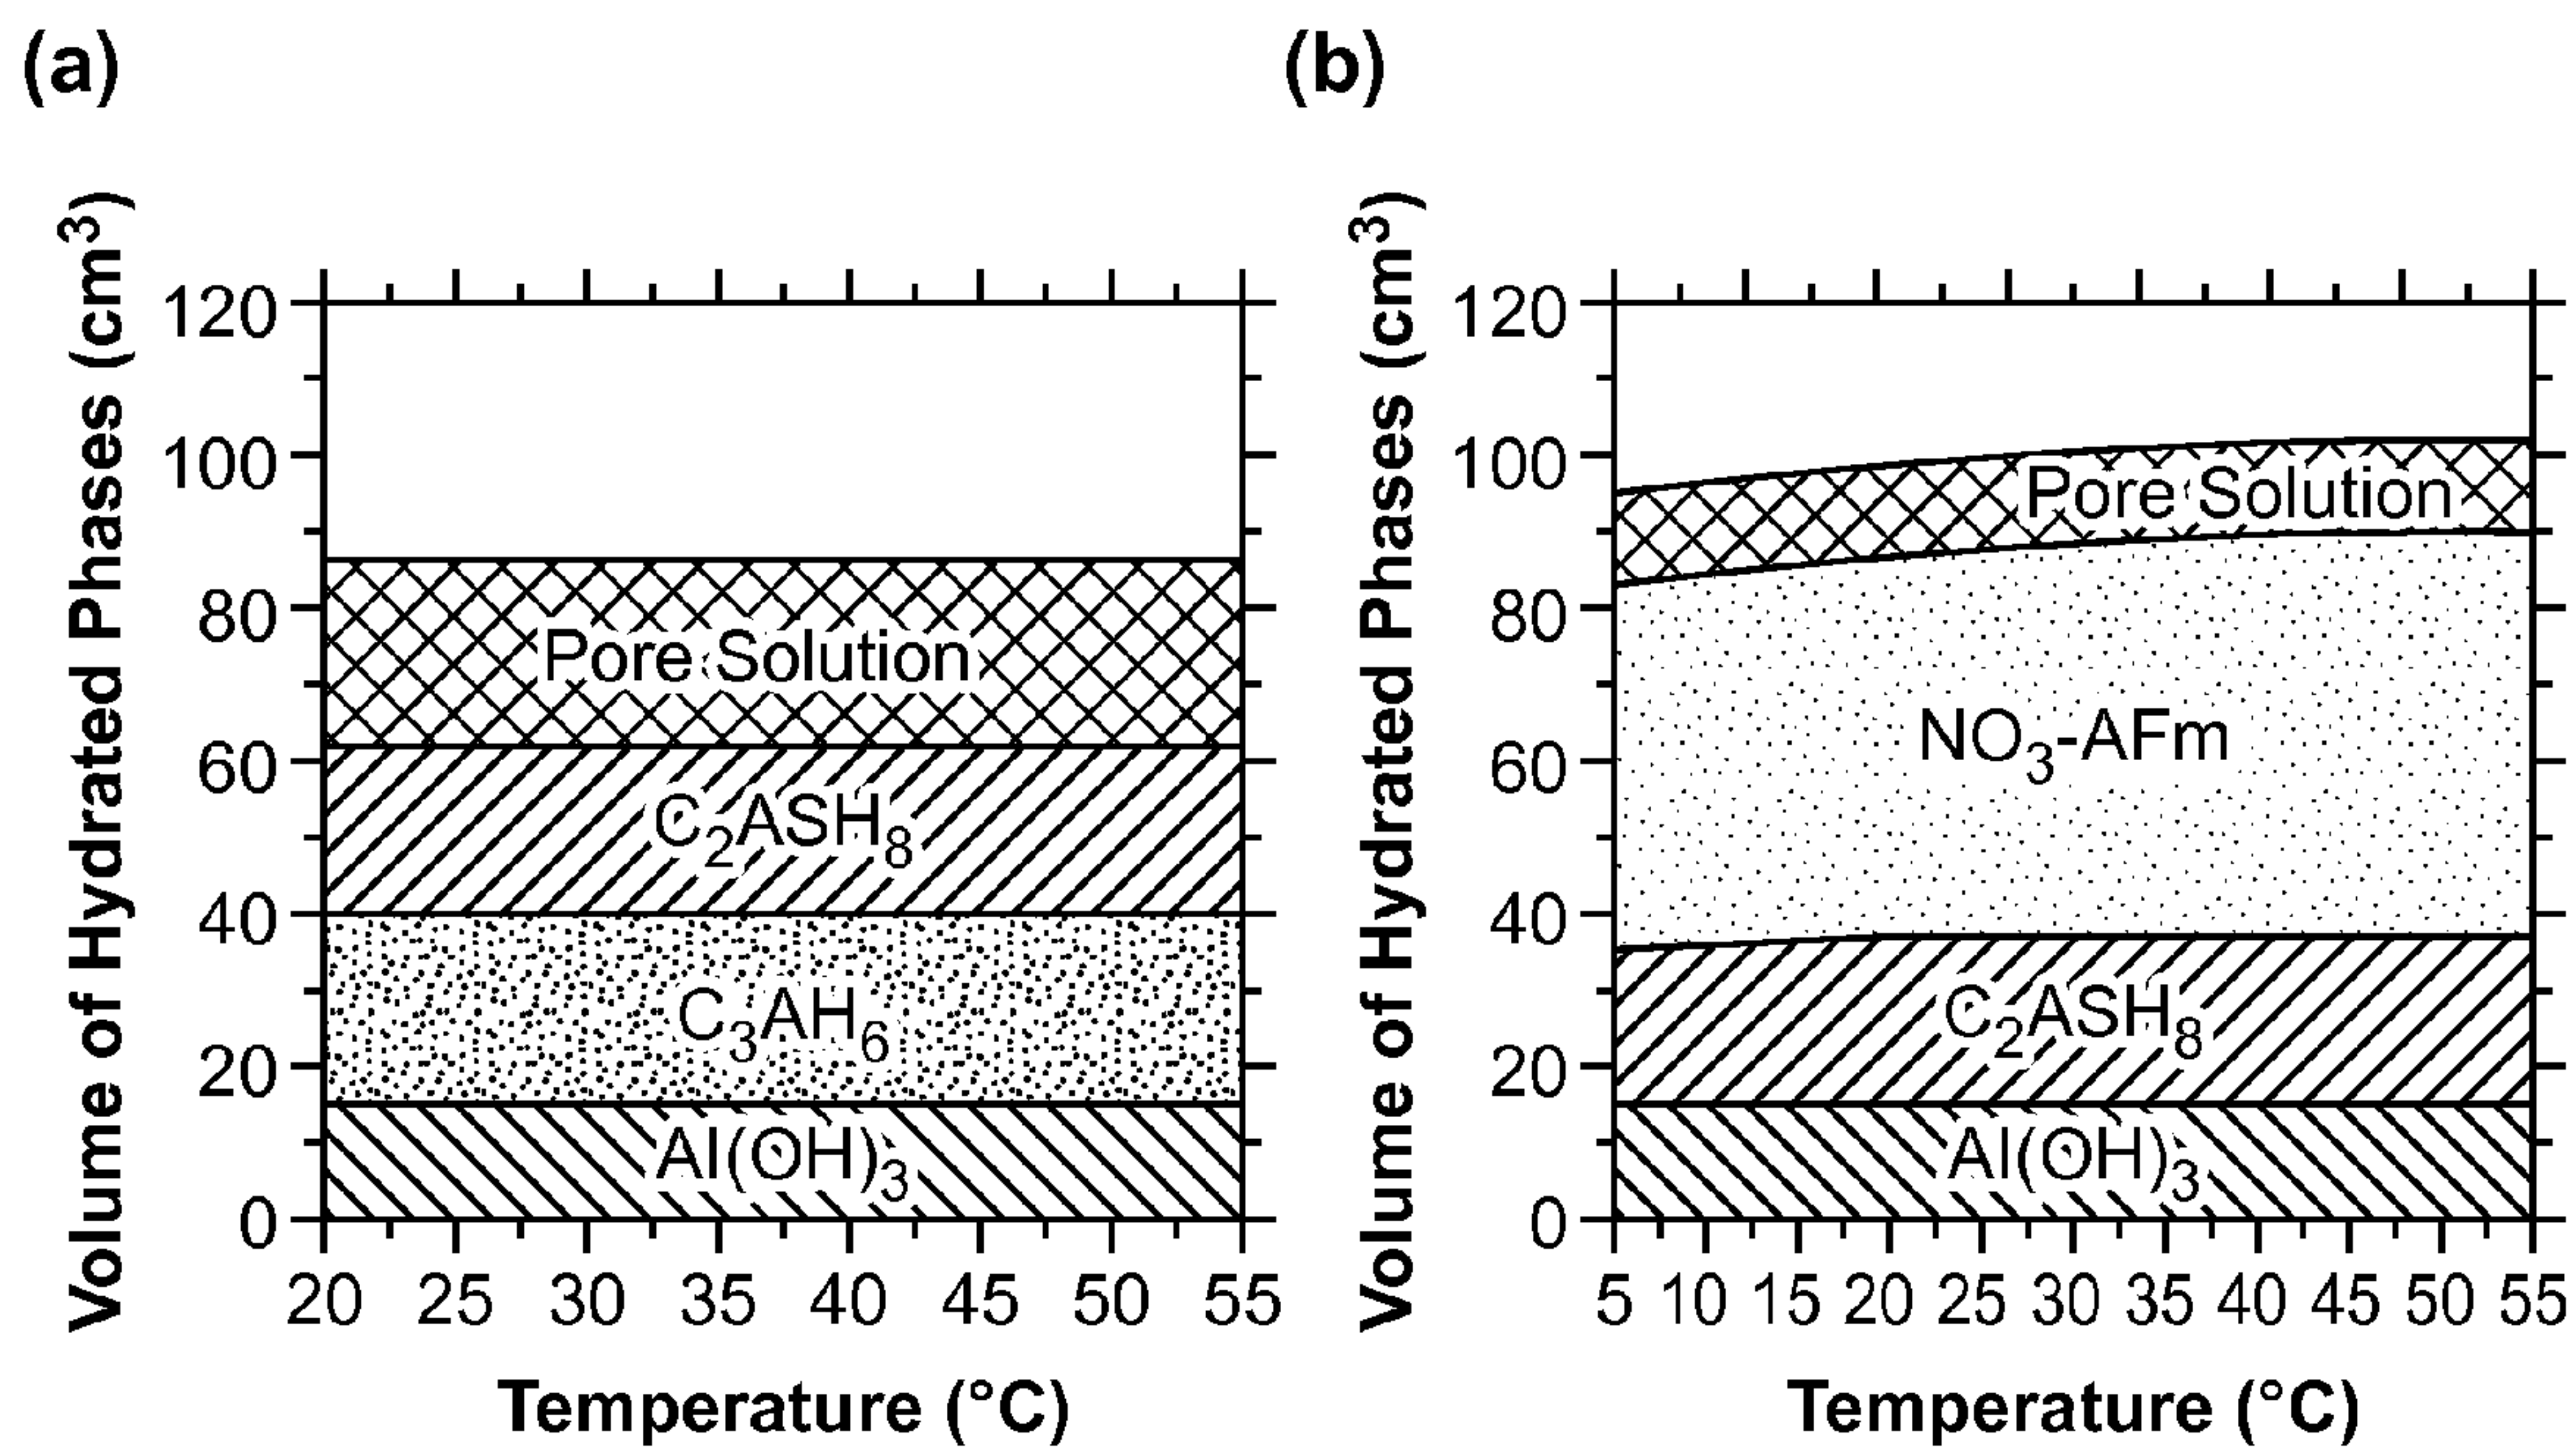 (a)
Volume of Hydrated Phases (cm³)
120
100
80
60
40
20
0
Pore Solution
C₂ASH₈
C₃AH₆
Al(OH)₃
20 25 30 35 40 45 50 55
Temperature (°C)
(b)
Volume of Hydrated Phases (cm³)
120
100
80
60
40
20
0
Pore Solution
NO₃-AFm
C₂ASH₈
Al(OH)₃
5 10 15 20 25 30 35 40 45 50 55
Temperature (°C)